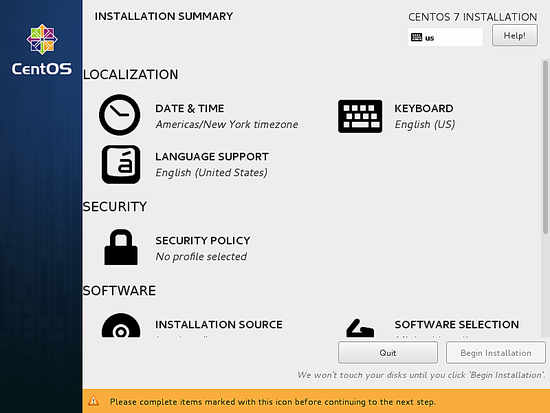 INSTALLATION SUMMARY
CENTOS 7 INSTALLATION
us
Help!
CentOS
LOCALIZATION
DATE & TIME
Americas/New York timezone
KEYBOARD
English (US)
LANGUAGE SUPPORT
English (United States)
SECURITY
SECURITY POLICY
No profile selected
SOFTWARE
INSTALLATION SOURCE
SOFTWARE SELECTION
Quit
Begin Installation
We won't touch your disks until you click 'Begin Installation'.
Please complete items marked with this icon before continuing to the next step.